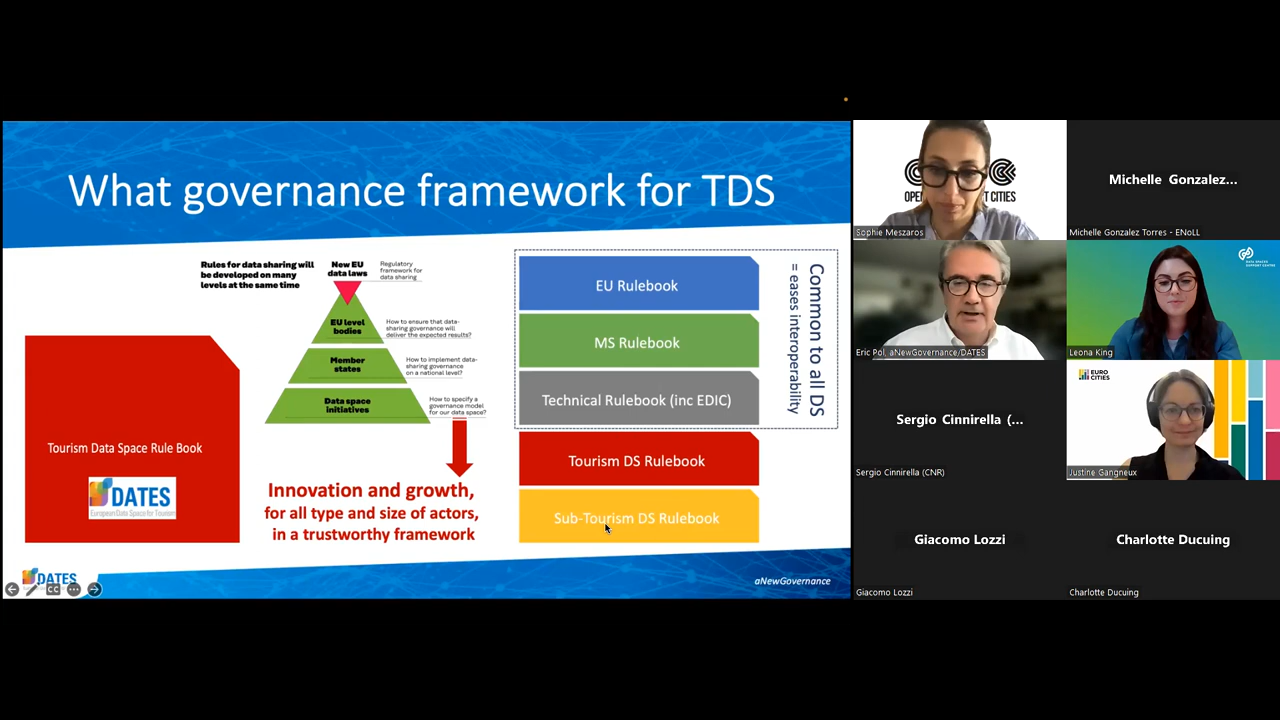 What governance framework for TDS
Rules for data sharing will
be developed on many
levels at the same time
New EU
data laws
Regulatory
framework for
data sharing
EU level
bodies
How to ensure that data-
sharing governance will
deliver the expected results?
Member
states
How to implement data-
sharing governance
on a national level?
Data space
initiatives
How to specify a
governance model
for our data space?
Tourism Data Space Rule Book
DATES
European Data Space for Tourism
Innovation and growth,
for all type and size of actors,
in a trustworthy framework
EU Rulebook
MS Rulebook
Technical Rulebook (inc EDIC)
Tourism DS Rulebook
Sub-Tourism DS Rulebook
Common to all DS
= eases interoperability
DATES
CC
aNewGovernance
CITIES
Sophie Meszaros
Michelle Gonzalez...
Michelle Gonzalez Torres - ENoLL
Eric Pol, aNewGovernance/DATES
DATA SPACES
SUPPORT CENTRE
Leona King
Sergio Cinnirella (...
Sergio Cinnirella (CNR)
EURO
CITIES
Justine Gangneux
Giacomo Lozzi
Giacomo Lozzi
Charlotte Ducuing
Charlotte Ducuing